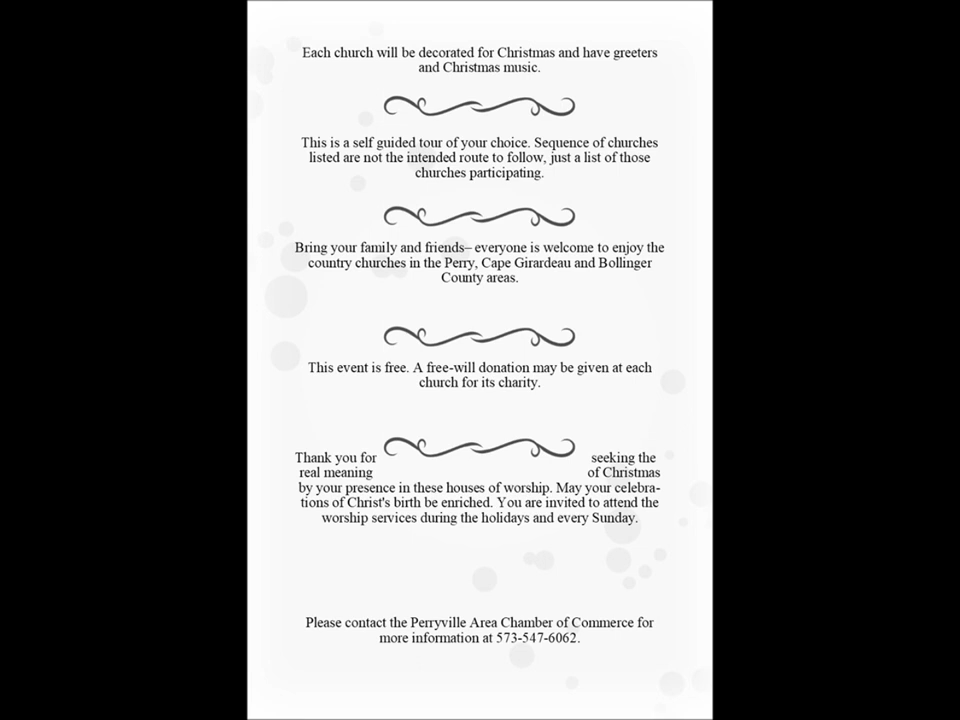 Each church will be decorated for Christmas and have greeters
and Christmas music.
This is a self guided tour of your choice. Sequence of churches
listed are not the intended route to follow, just a list of those
churches participating.
Bring your family and friends– everyone is welcome to enjoy the
country churches in the Perry, Cape Girardeau and Bollinger
County areas.
This event is free. A free-will donation may be given at each
church for its charity.
Thank you for seeking the
real meaning of Christmas
by your presence in these houses of worship. May your celebra-
tions of Christ's birth be enriched. You are invited to attend the
worship services during the holidays and every Sunday.
Please contact the Perryville Area Chamber of Commerce for
more information at 573-547-6062.